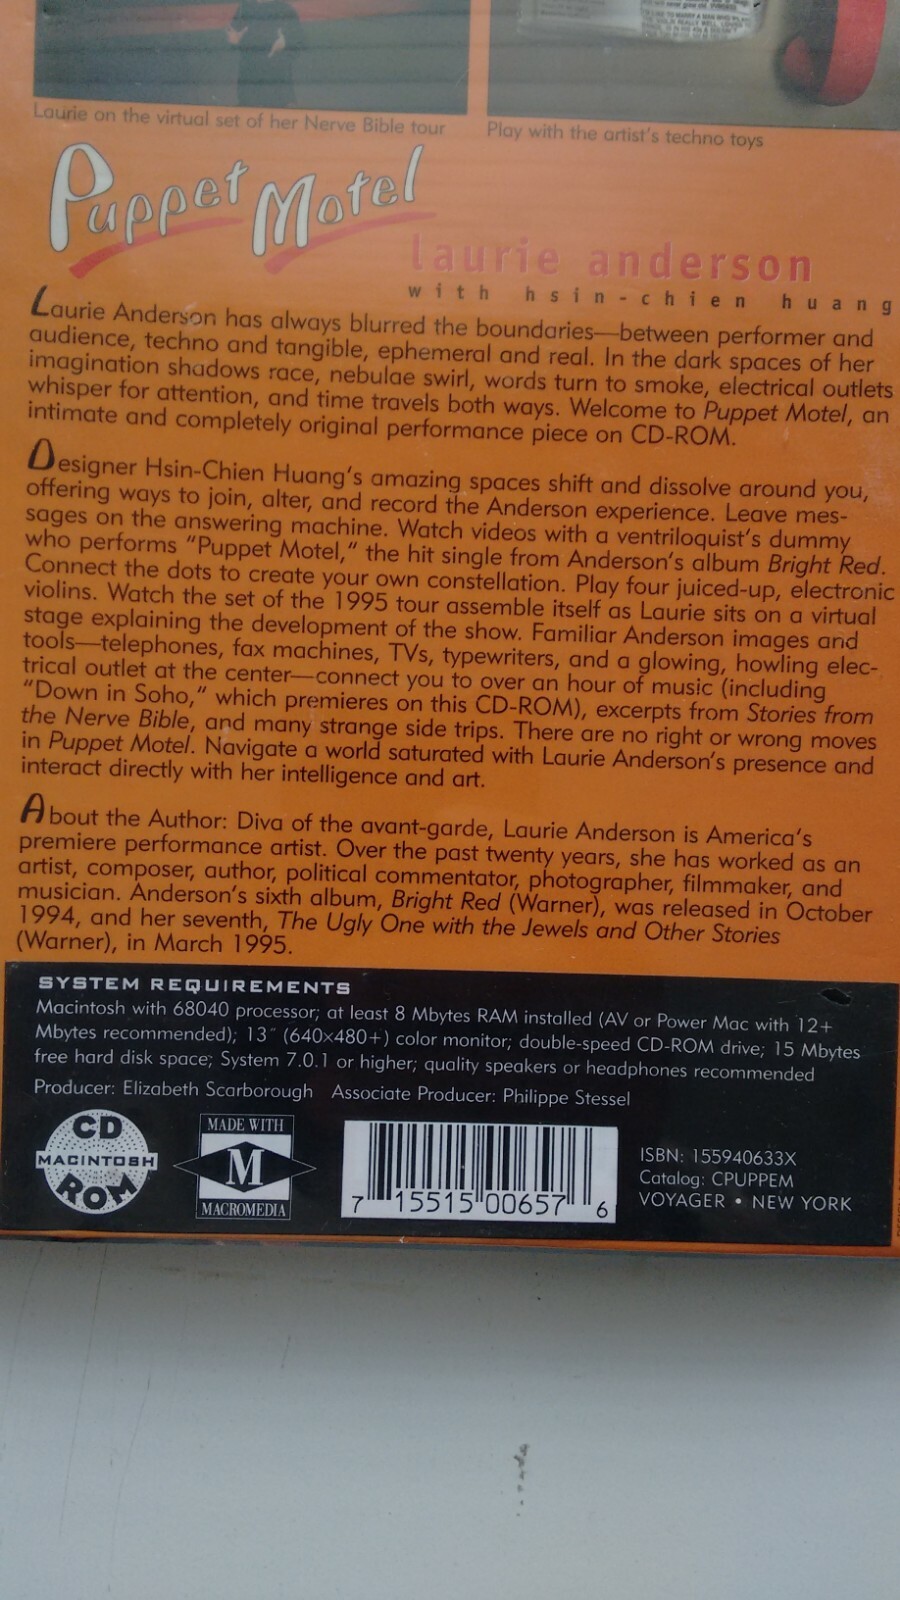 Laurie on the virtual set of her Nerve Bible tour
Play with the artist's techno toys
Puppet Motel
laurie anderson
with hsin-chien huang
Laurie Anderson has always blurred the boundaries—between performer and
audience, techno and tangible, ephemeral and real. In the dark spaces of her
imagination shadows race, nebulae swirl, words turn to smoke, electrical outlets
whisper for attention, and time travels both ways. Welcome to Puppet Motel, an
intimate and completely original performance piece on CD-ROM.
Designer Hsin-Chien Huang's amazing spaces shift and dissolve around you,
offering ways to join, alter, and record the Anderson experience. Leave mes-
sages on the answering machine. Watch videos with a ventriloquist's dummy
who performs "Puppet Motel," the hit single from Anderson's album Bright Red.
Connect the dots to create your own constellation. Play four juiced-up, electronic
violins. Watch the set of the 1995 tour assemble itself as Laurie sits on a virtual
stage explaining the development of the show. Familiar Anderson images and
tools—telephones, fax machines, TVs, typewriters, and a glowing, howling elec-
trical outlet at the center—connect you to over an hour of music (including
"Down in Soho," which premieres on this CD-ROM), excerpts from Stories from
the Nerve Bible, and many strange side trips. There are no right or wrong moves
in Puppet Motel. Navigate a world saturated with Laurie Anderson's presence and
interact directly with her intelligence and art.
About the Author: Diva of the avant-garde, Laurie Anderson is America's
premiere performance artist. Over the past twenty years, she has worked as an
artist, composer, author, political commentator, photographer, filmmaker, and
musician. Anderson's sixth album, Bright Red (Warner), was released in October
1994, and her seventh, The Ugly One with the Jewels and Other Stories
(Warner), in March 1995.
SYSTEM REQUIREMENTS
Macintosh with 68040 processor; at least 8 Mbytes RAM installed (AV or Power Mac with 12+
Mbytes recommended); 13" (640×480+) color monitor; double-speed CD-ROM drive; 15 Mbytes
free hard disk space; System 7.0.1 or higher; quality speakers or headphones recommended
Producer: Elizabeth Scarborough Associate Producer: Philippe Stessel
CD
MACINTOSH
ROM
MADE WITH
M
MACROMEDIA
7 15515 00657 6
ISBN: 155940633X
Catalog: CPUPPEM
VOYAGER • NEW YORK